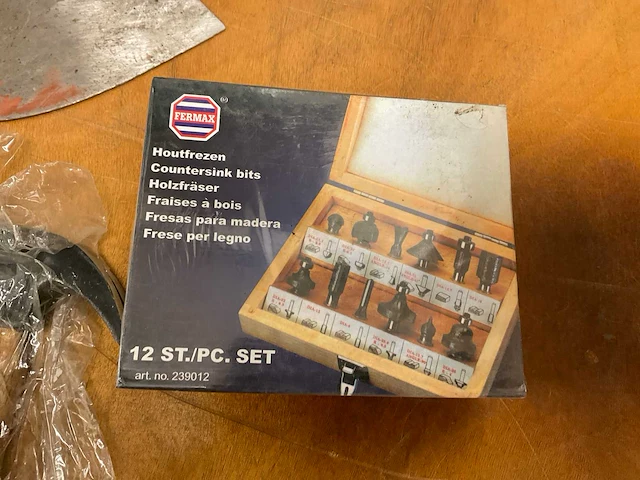 FERMAX
®
Houtfrezen
Countersink bits
Holzfräser
Fraises à bois
Fresas para madera
Frese per legno
12 ST./PC. SET
art. no. 239012